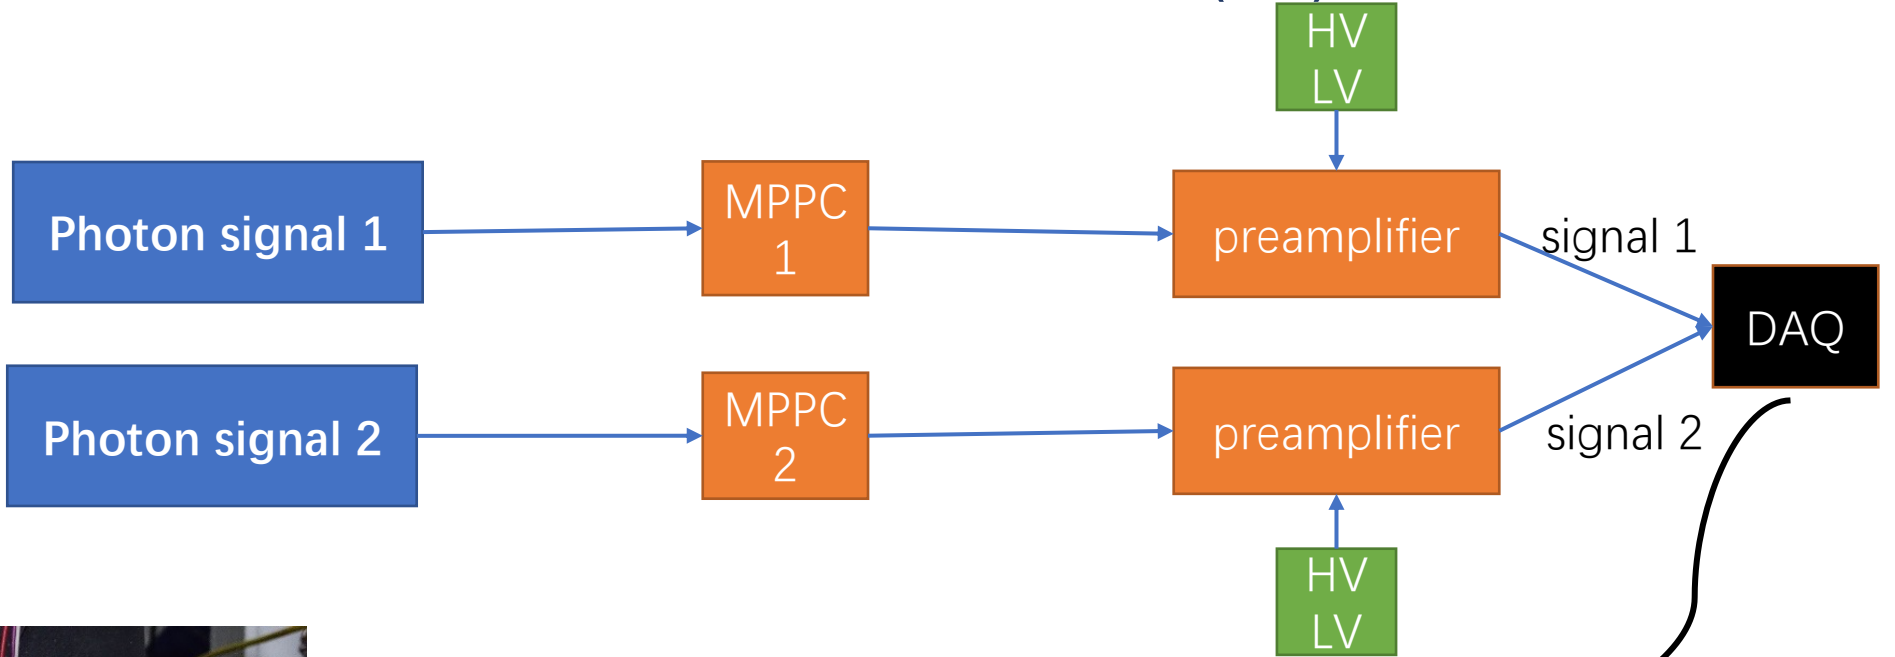 HV
LV
Photon signal 1
MPPC
1
preamplifier
signal 1
DAQ
Photon signal 2
MPPC
2
preamplifier
signal 2
HV
LV